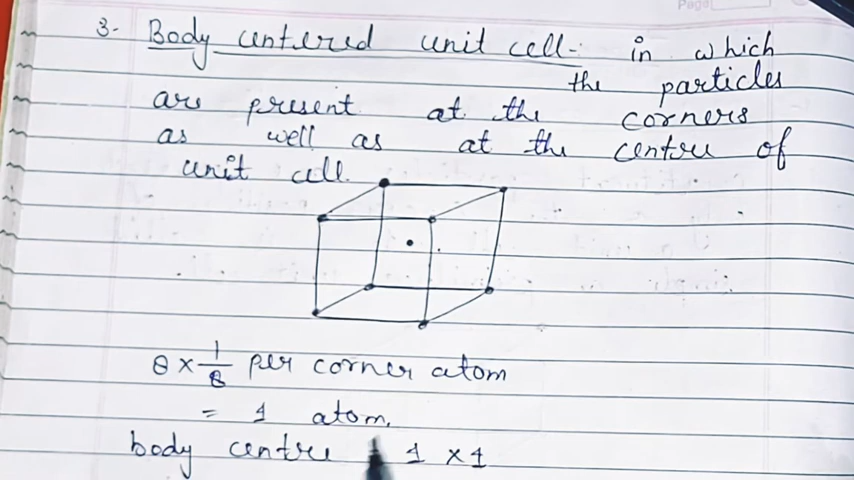 Page
3- Body centered unit cell- in which
the particles
are present at the corners
as well as at the centre of
unit cell
8 × 1/8 per corner atom
= 1 atom.
body centre 1 × 1